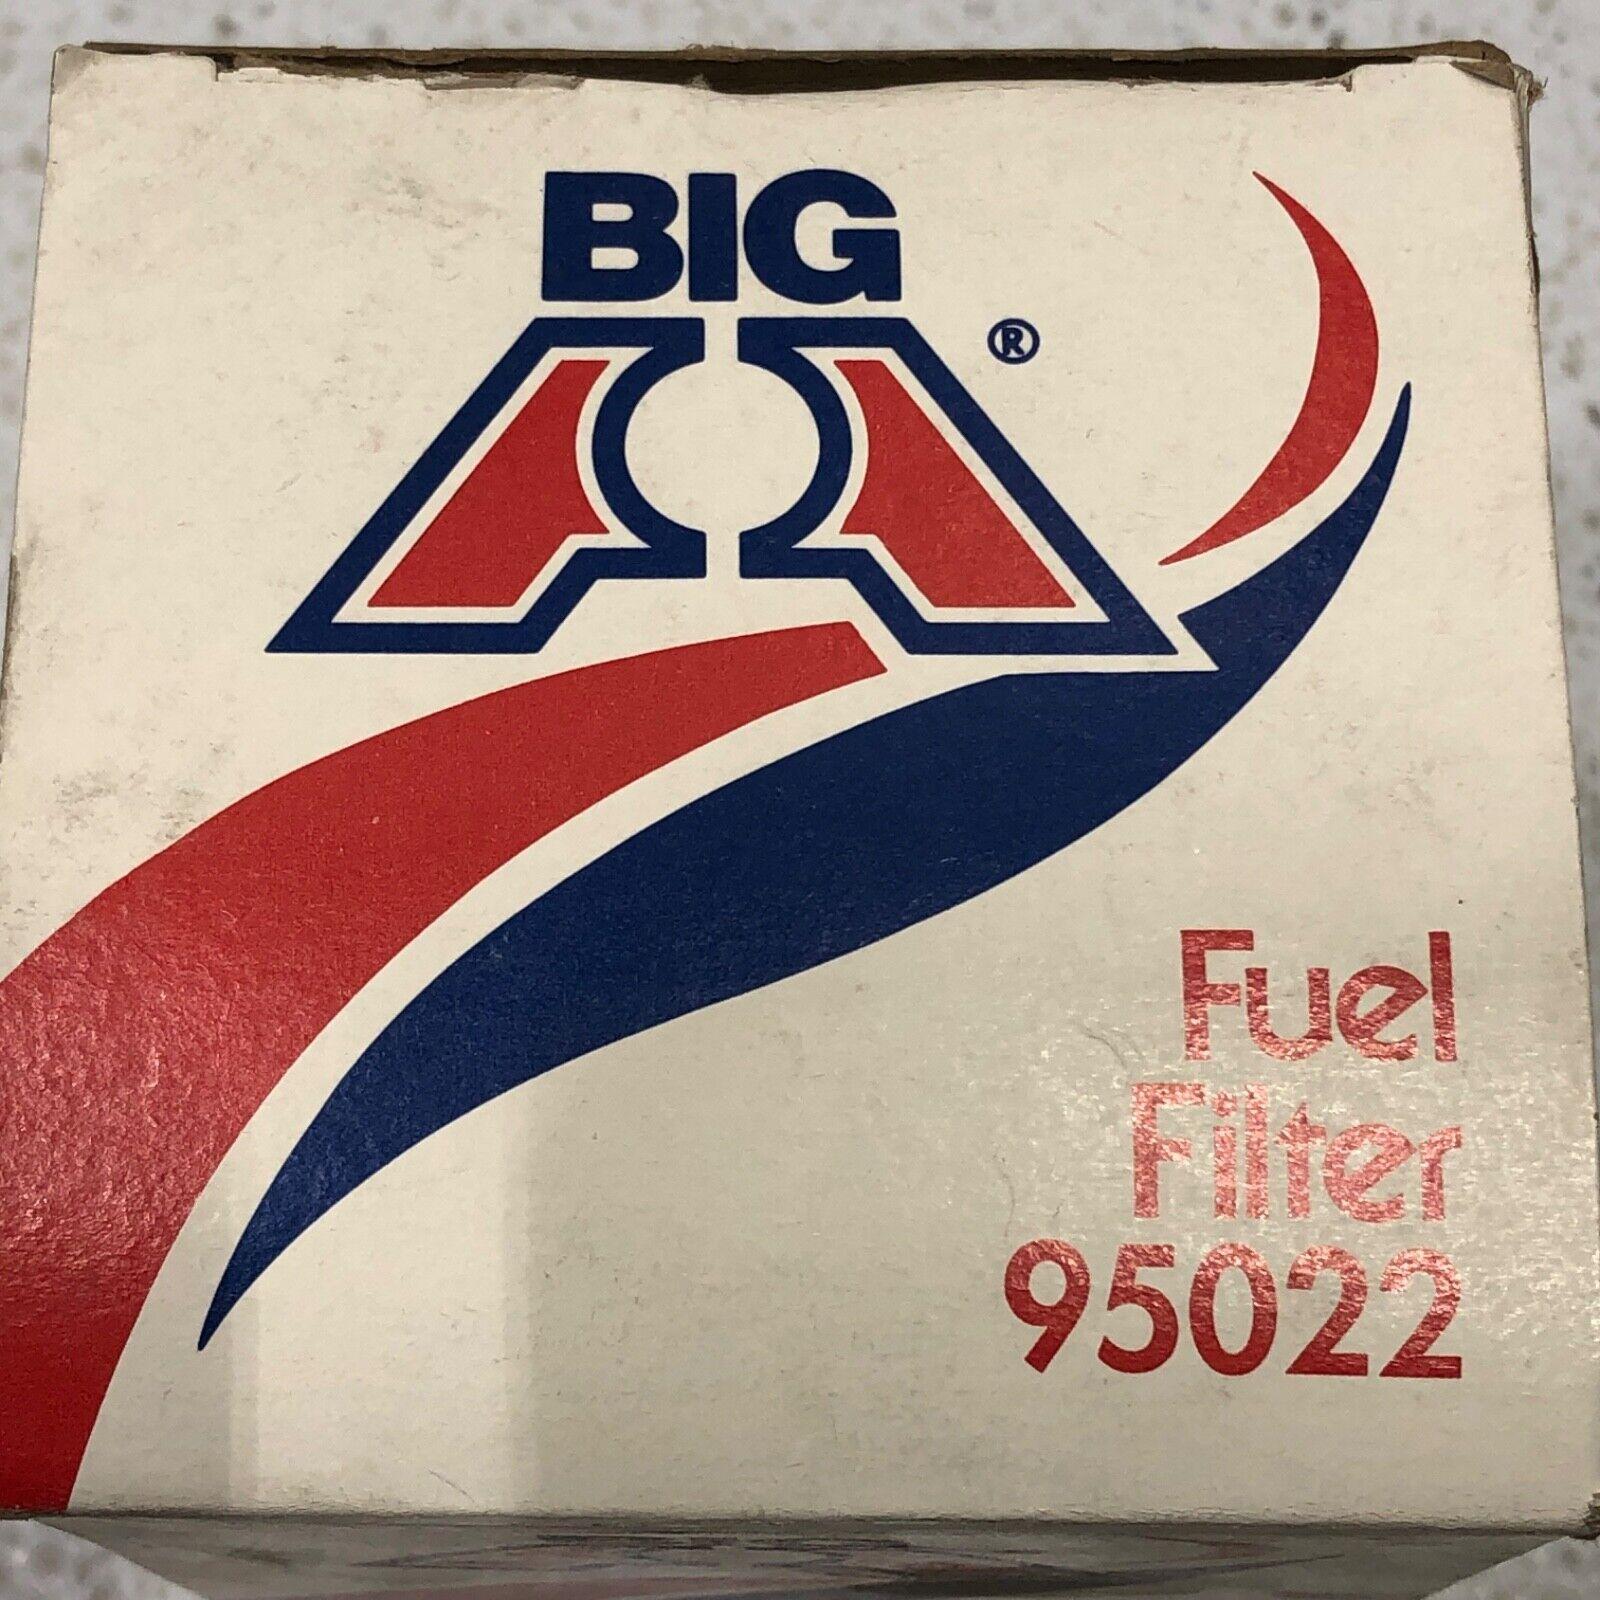 BIG
A ®
Fuel
Filter
95022